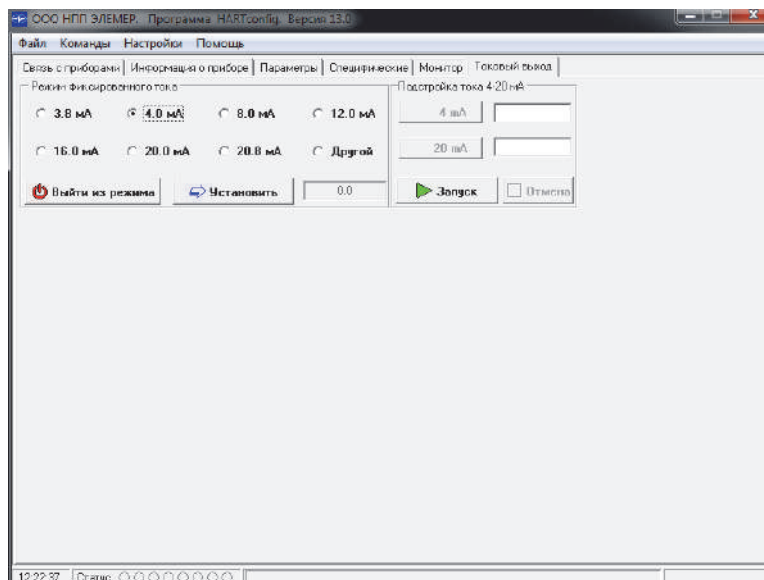 ООО НПП ЭЛЕМЕР. Программа HARTconfig. Версия 13.0
Файл Команды Настройки Помощь
Связь с приборами Информация о приборе Параметры Специфические Монитор Токовый выход
Режим фиксированного тока
3.8 мА 4.0 мА 8.0 мА 12.0 мА
16.0 мА 20.0 мА 20.8 мА Другой
Выйти из режима Установить 0.0
Подстройка тока 4-20 мА
4 mA
20 mA
Запуск Отмена
12:22:37 Статус